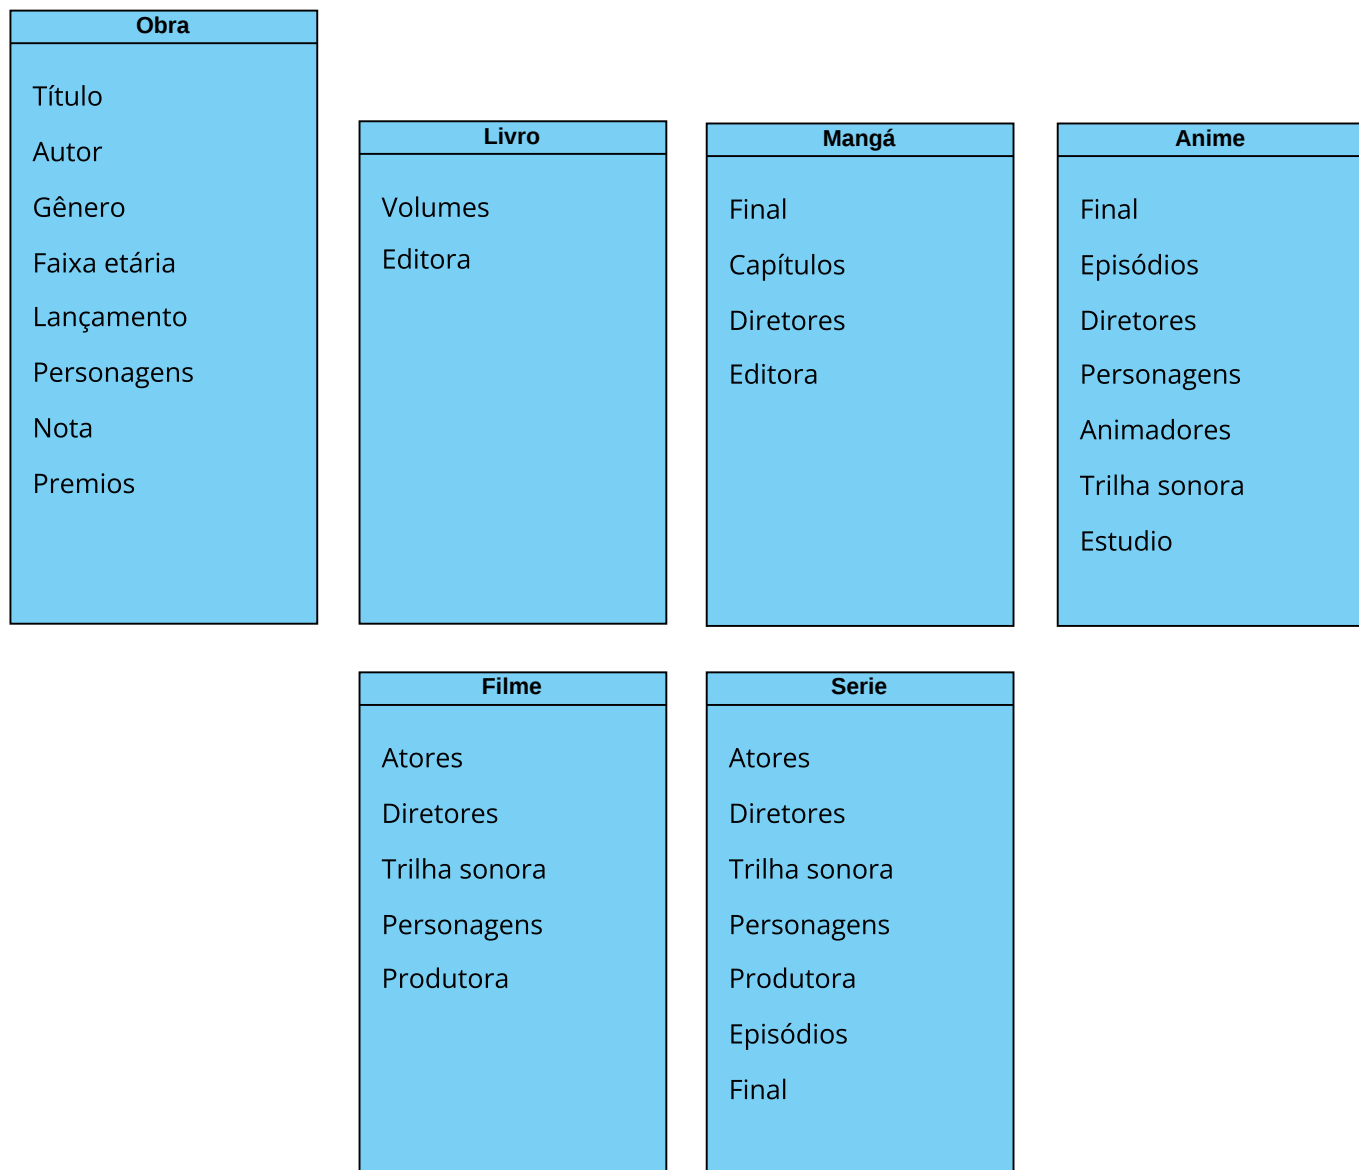 Obra
Título
Autor
Gênero
Faixa etária
Lançamento
Personagens
Nota
Premios
Livro
Volumes
Editora
Mangá
Final
Capítulos
Diretores
Editora
Anime
Final
Episódios
Diretores
Personagens
Animadores
Trilha sonora
Estudio
Filme
Atores
Diretores
Trilha sonora
Personagens
Produtora
Serie
Atores
Diretores
Trilha sonora
Personagens
Produtora
Episódios
Final